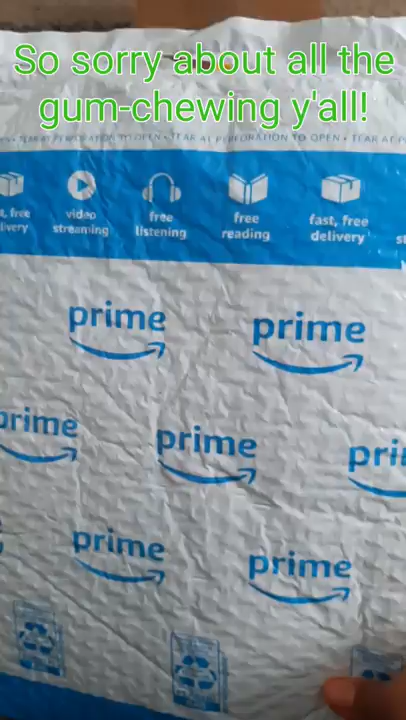 So sorry about all the
gum-chewing y'all!
TEAR AT PERFORATION TO OPEN • TEAR AT PERFORATION TO OPEN • TEAR AT
fast, free delivery
video streaming
free listening
free reading
fast, free delivery
prime
prime
prime
prime
prime
prime